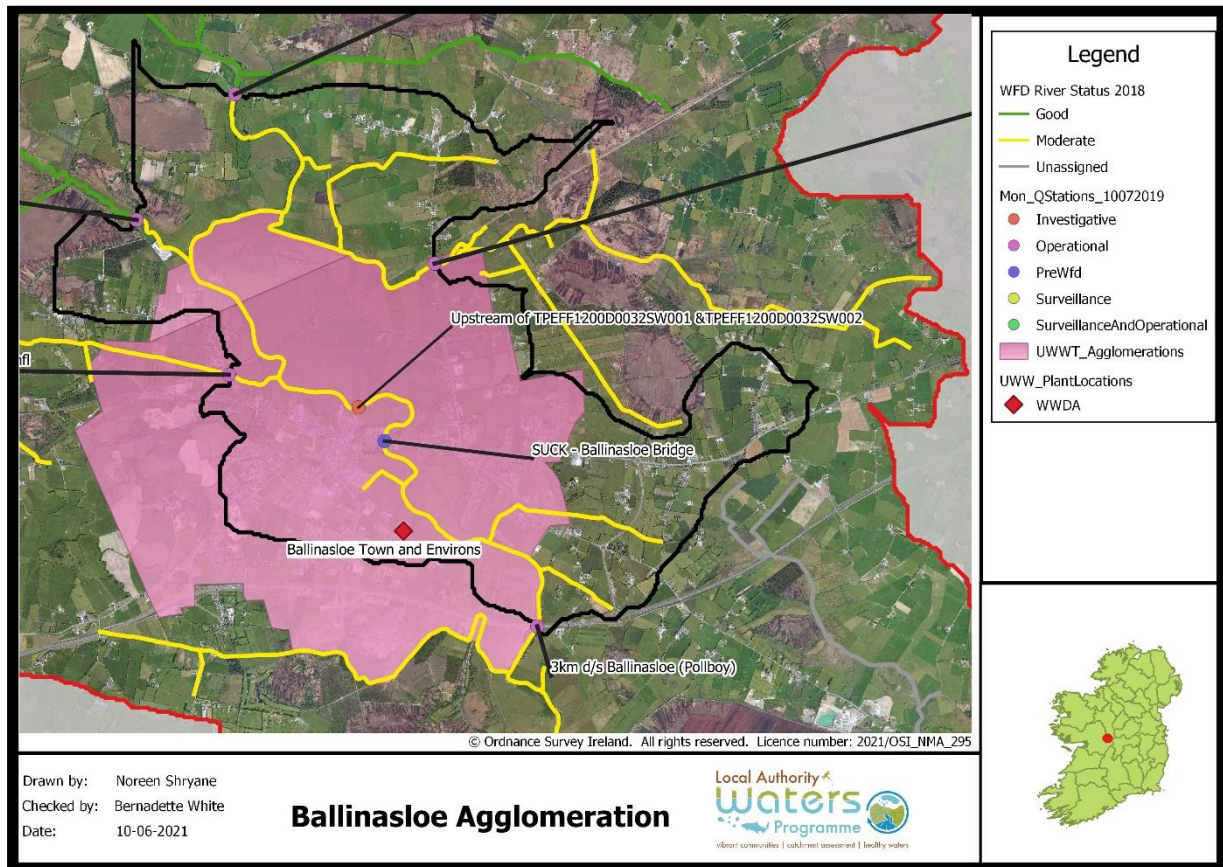 Upstream of TPEFF1200D0032SW001 &TPEFF1200D0032SW002
nfl
SUCK - Ballinasloe Bridge
Ballinasloe Town and Environs
3km d/s Ballinasloe (Pollboy)
© Ordnance Survey Ireland. All rights reserved. Licence number: 2021/OSI_NMA_295
Legend
WFD River Status 2018
Good
Moderate
Unassigned
Mon_QStations_10072019
Investigative
Operational
PreWfd
Surveillance
SurveillanceAndOperational
UWWT_Agglomerations
UWW_PlantLocations
WWDA
Drawn by: Noreen Shryane
Checked by: Bernadette White
Date: 10-06-2021
Ballinasloe Agglomeration
Local Authority
Waters
Programme
vibrant communities | catchment assessment | healthy waters